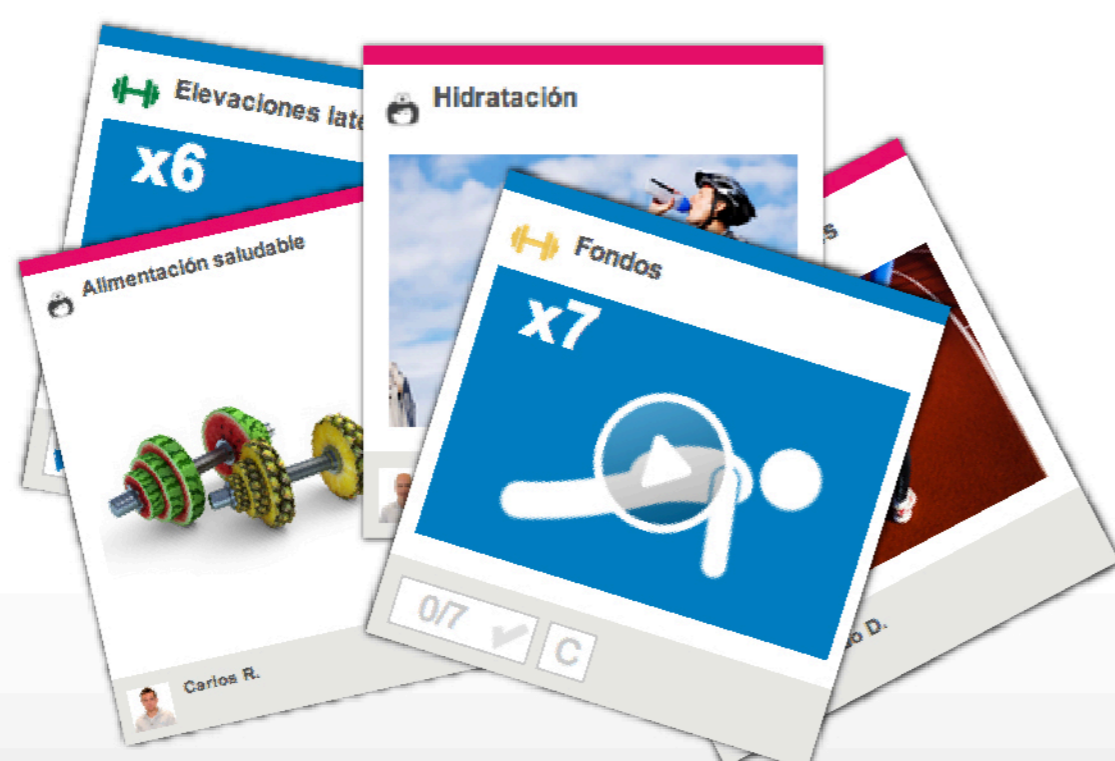 Elevaciones late
x6
Hidratación
Alimentación saludable
Fondos
x7
0/7
C
Carlos R.
o D.